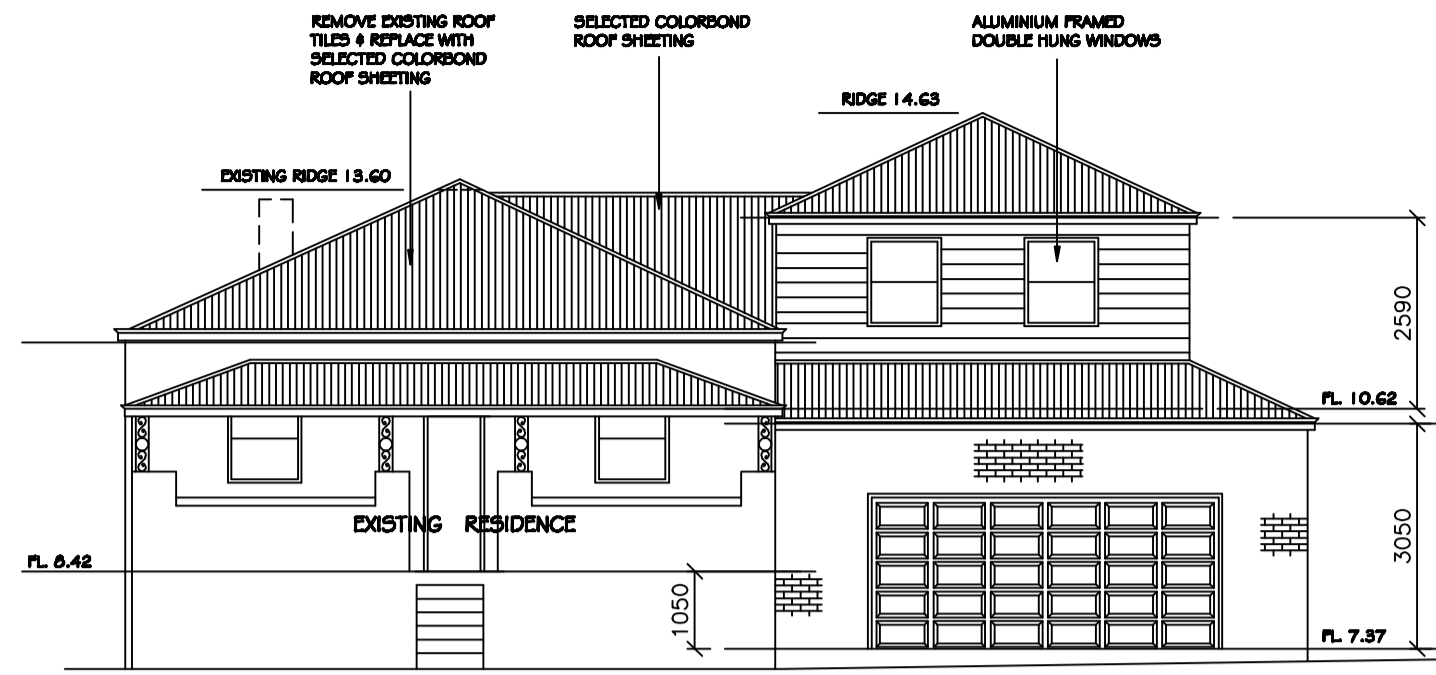 REMOVE EXISTING ROOF
TILES & REPLACE WITH
SELECTED COLORBOND
ROOF SHEETING
SELECTED COLORBOND
ROOF SHEETING
ALUMINIUM FRAMED
DOUBLE HUNG WINDOWS
RIDGE 14.63
EXISTING RIDGE 13.60
2590
FL. 10.62
EXISTING RESIDENCE
3050
FL. 8.42
1050
FL. 7.37